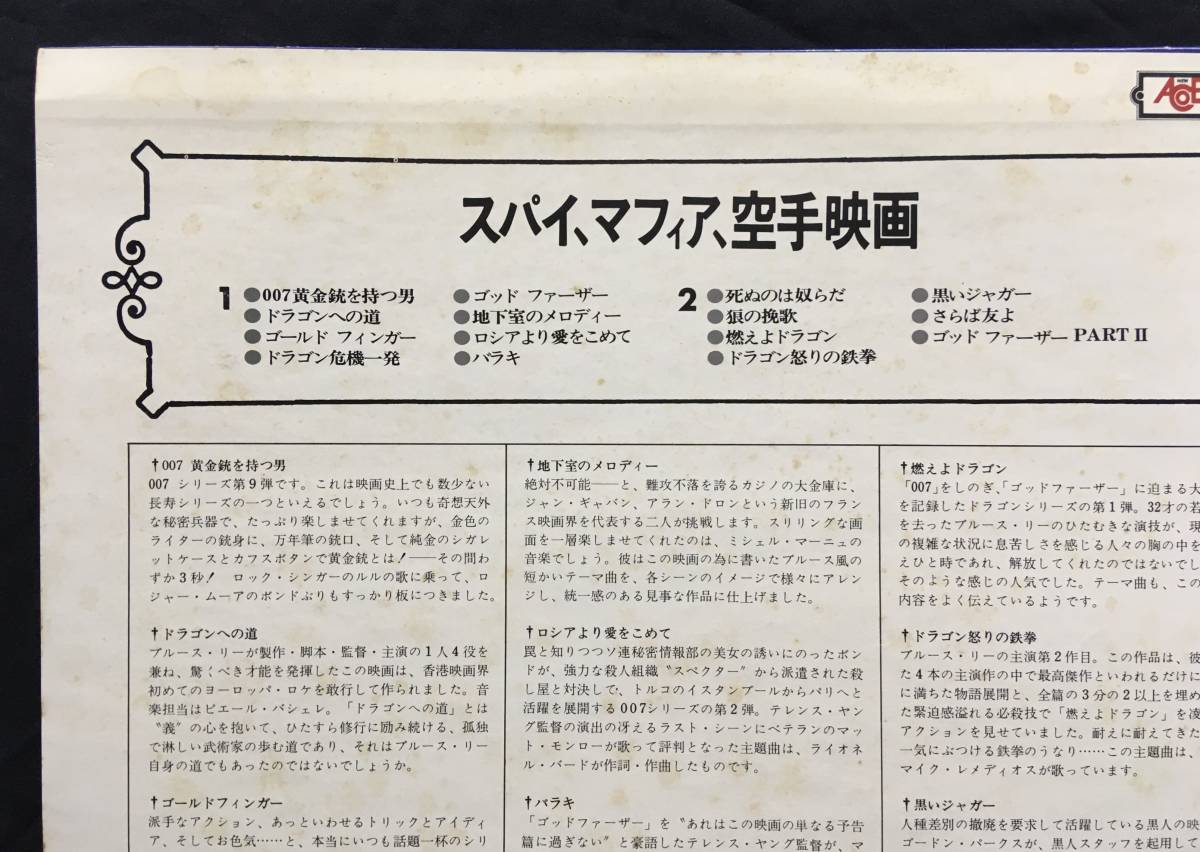 NEW
ACE
スパイ、マフィア、空手映画
1
●007黄金銃を持つ男
●ドラゴンへの道
●ゴールド フィンガー
●ドラゴン危機一発
●ゴッド ファーザー
●地下室のメロディー
●ロシアより愛をこめて
●バラキ
2
●死ぬのは奴らだ
●狼の挽歌
●燃えよドラゴン
●ドラゴン怒りの鉄拳
●黒いジャガー
●さらば友よ
●ゴッド ファーザー PART II
†007 黄金銃を持つ男
007 シリーズ第9弾です。これは映画史上でも数少ない
長寿シリーズの一つといえるでしょう。いつも奇想天外
な秘密兵器で、たっぷり楽しませてくれますが、金色の
ライターの銃身に、万年筆の銃口、そして純金のシガレ
ットケースとカフスボタンで黄金銃とは!──その間わ
ずか3秒! ロック・シンガーのルルの歌に乗って、ロ
ジャー・ムーアのボンドぶりもすっかり板につきました。
†ドラゴンへの道
ブルース・リーが製作・脚本・監督・主演の1人4役を
兼ね、驚くべき才能を発揮したこの映画は、香港映画界
初めてのヨーロッパ・ロケを敢行して作られました。音
楽担当はピエール・バシェレ。「ドラゴンへの道」とは
〝義〟の心を抱いて、ひたすら修行に励み続ける、孤独
で淋しい武術家の歩む道であり、それはブルース・リー
自身の道でもあったのではないでしょうか。
†ゴールドフィンガー
派手なアクション、あっといわせるトリックとアイディ
ア、そしてお色気……と、本当にいつも話題一杯のシリ
†地下室のメロディー
絶対不可能──と、難攻不落を誇るカジノの大金庫に、
ジャン・ギャバン、アラン・ドロンという新旧のフラン
ス映画界を代表する二人が挑戦します。スリリングな画
面を一層楽しませてくれたのは、ミシェル・マーニュの
音楽でしょう。彼はこの映画の為に書いたブルース風の
短かいテーマ曲を、各シーンのイメージで様々にアレン
ジし、統一感のある見事な作品に仕上げました。
†ロシアより愛をこめて
罠と知りつつソ連秘密情報部の美女の誘いにのったボン
ドが、強力な殺人組織〝スペクター〟から派遣された殺
し屋と対決して、トルコのイスタンブールからパリへと
活躍を展開する007シリーズの第2弾。テレンス・ヤン
グ監督の演出の冴えるラスト・シーンにベテランのマッ
ト・モンローが歌って評判となった主題曲は、ライオネ
ル・バードが作詞・作曲したものです。
†バラキ
「ゴッドファーザー」を〝あれはこの映画の単なる予告
篇に過ぎない〟と豪語したテレンス・ヤング監督が、マ
†燃えよドラゴン
「007」をしのぎ、「ゴッドファーザー」に迫る大
を記録したドラゴンシリーズの第1弾。32才の若
を去ったブルース・リーのひたむきな演技が、現
の複雑な状況に息苦しさを感じる人々の胸の中を
えひと時であれ、解放してくれたのではないでし
そのような感じの人気でした。テーマ曲も、この
内容をよく伝えているようです。
†ドラゴン怒りの鉄拳
ブルース・リーの主演第2作目。この作品は、彼
た4本の主演作の中で最高傑作といわれるだけに
に満ちた物語展開と、全篇の3分の2以上を埋め
た緊迫感溢れる必殺技で「燃えよドラゴン」を凌
アクションを見せていました。耐えに耐えてきた
一気にぶつける鉄拳のうなり……この主題曲は、
マイク・レメディオスが歌っています。
†黒いジャガー
人種差別の撤廃を要求して活躍している黒人の映
ゴードン・パークスが、黒人スタッフを起用して